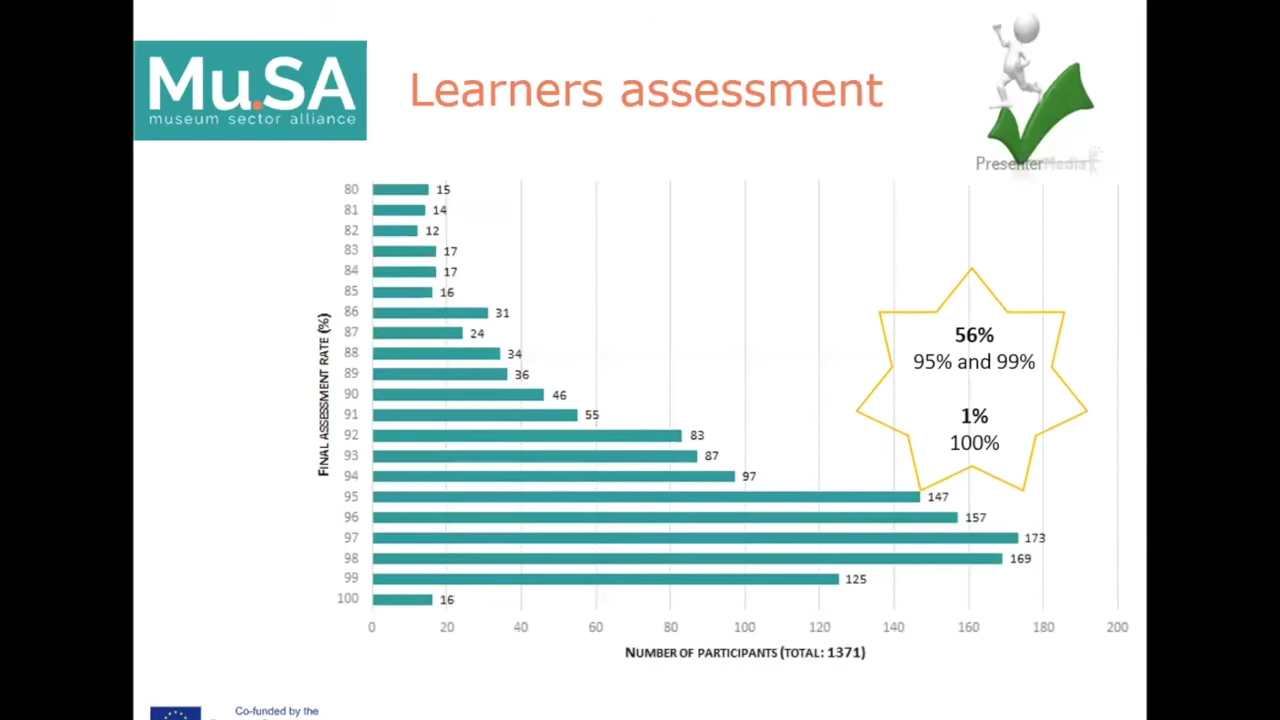 Mu.SA
museum sector alliance
Learners assessment
PresenterMedia
FINAL ASSESSMENT RATE (%)
80 15
81 14
82 12
83 17
84 17
85 16
86 31
87 24
88 34
89 36
90 46
91 55
92 83
93 87
94 97
95 147
96 157
97 173
98 169
99 125
100 16
0 20 40 60 80 100 120 140 160 180 200
NUMBER OF PARTICIPANTS (TOTAL: 1371)
56%
95% and 99%
1%
100%
Co-funded by the